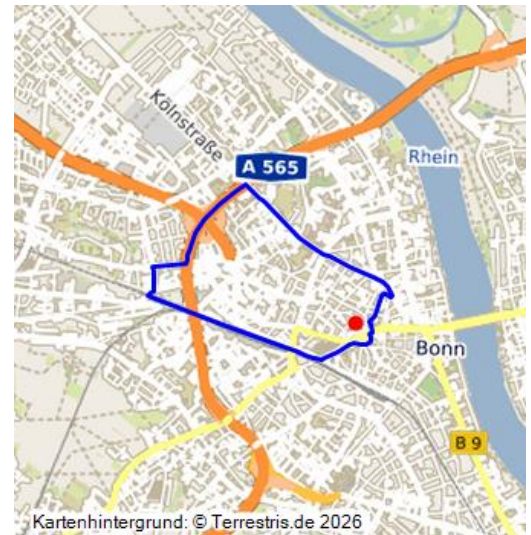 Kölnstraße
A 565
Rhein
Bonn
B 9
Kartenhintergrund: © Terrestris.de 2026